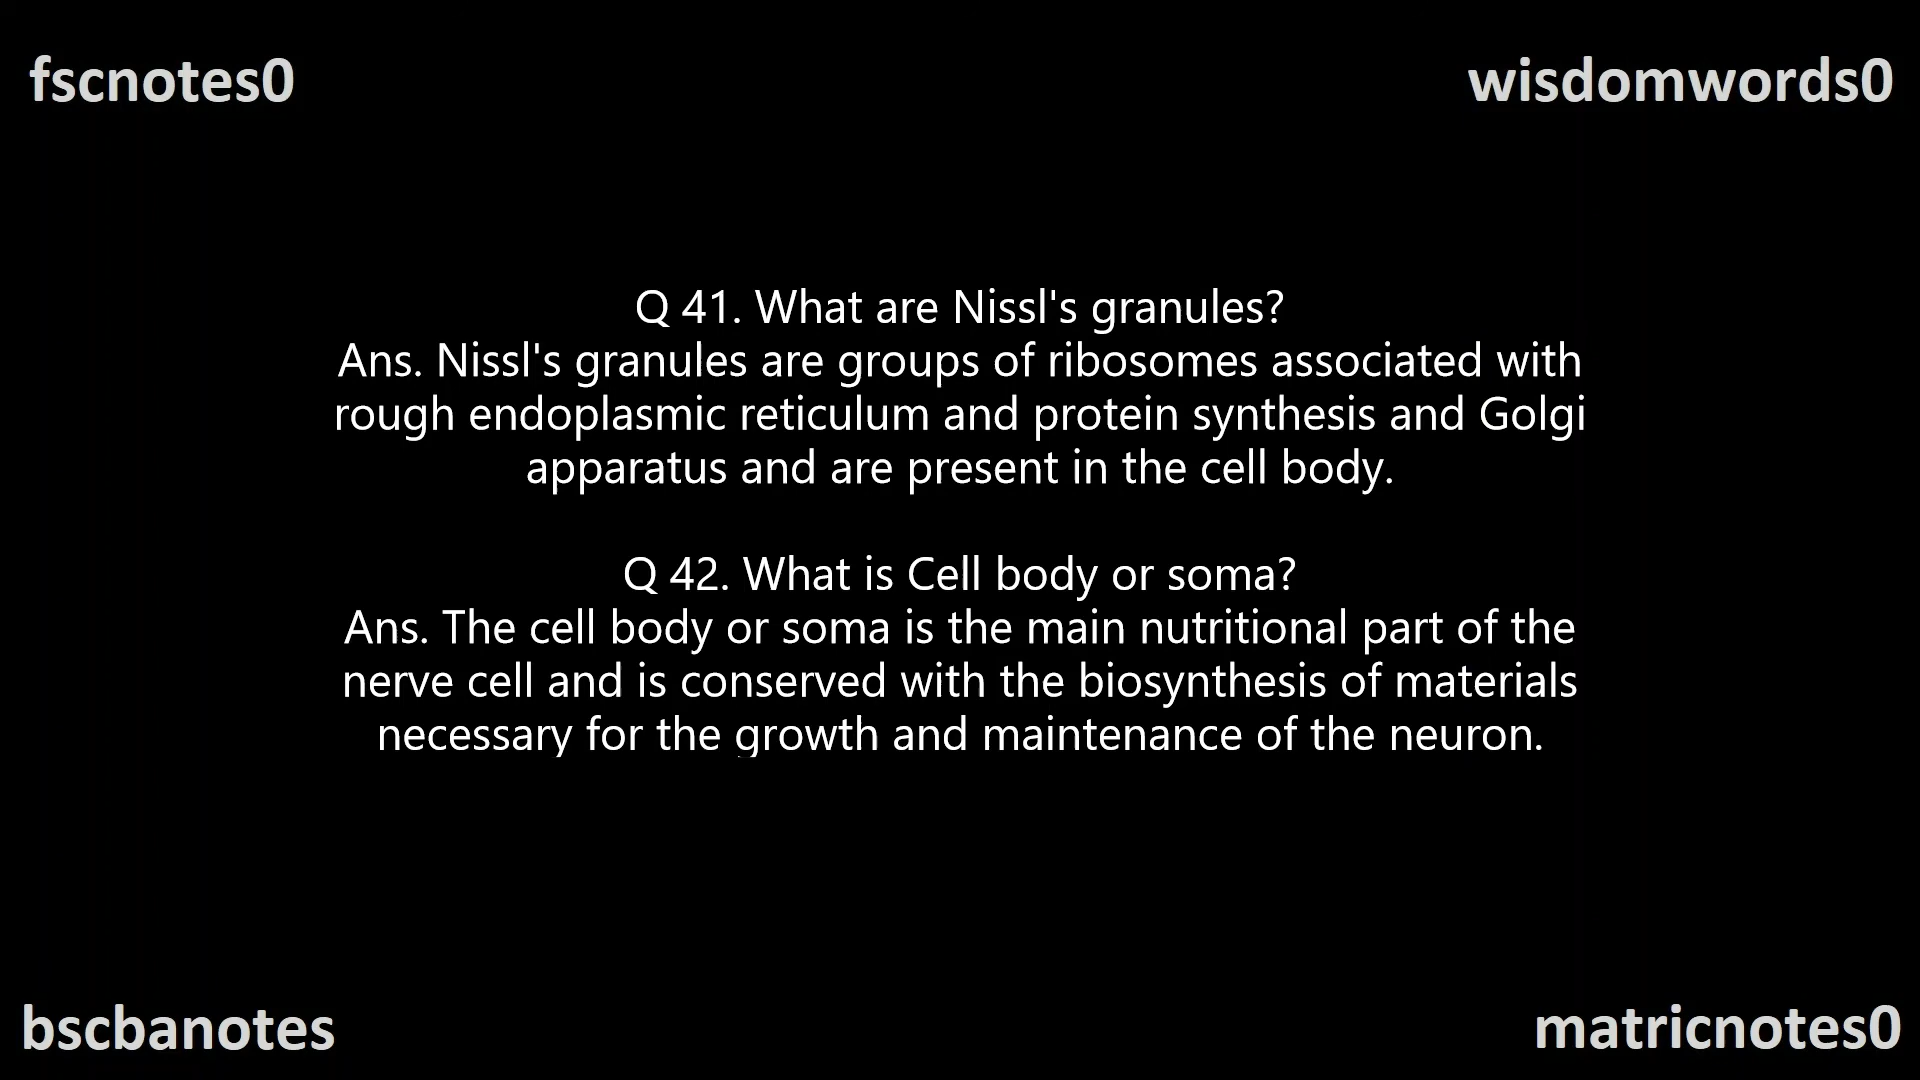 fscnotes0
wisdomwords0
Q 41. What are Nissl's granules?
Ans. Nissl's granules are groups of ribosomes associated with
rough endoplasmic reticulum and protein synthesis and Golgi
apparatus and are present in the cell body.
Q 42. What is Cell body or soma?
Ans. The cell body or soma is the main nutritional part of the
nerve cell and is conserved with the biosynthesis of materials
necessary for the growth and maintenance of the neuron.
bscbanotes
matricnotes0